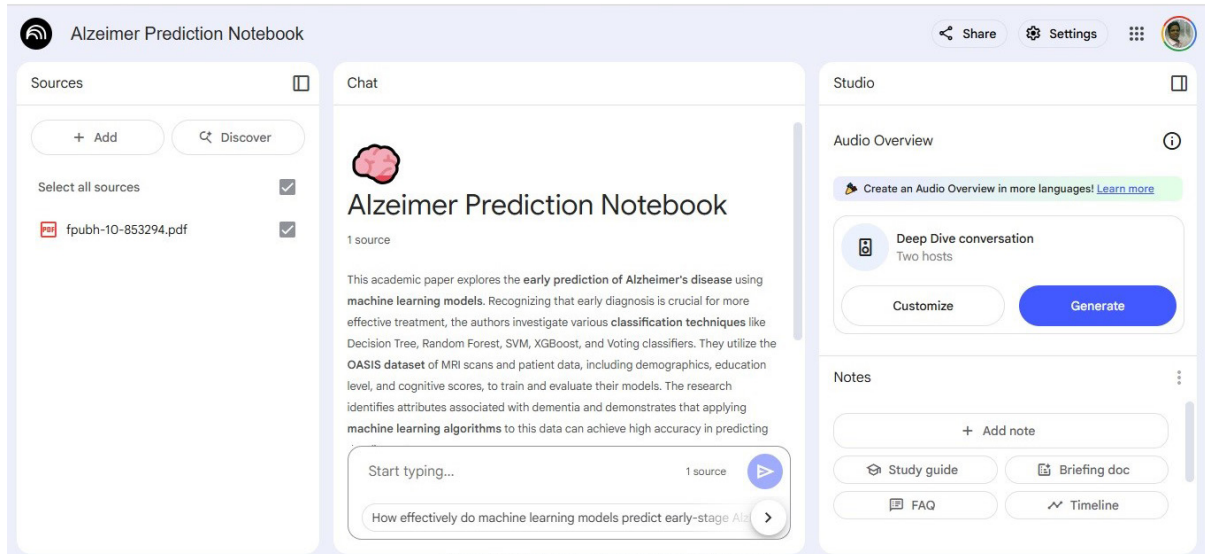 Alzeimer Prediction Notebook
Share
Settings
Sources
+ Add
Discover
Select all sources
PDF
fpubh-10-853294.pdf
Chat
Alzeimer Prediction Notebook
1 source
This academic paper explores the early prediction of Alzheimer's disease using
machine learning models. Recognizing that early diagnosis is crucial for more
effective treatment, the authors investigate various classification techniques like
Decision Tree, Random Forest, SVM, XGBoost, and Voting classifiers. They utilize the
OASIS dataset of MRI scans and patient data, including demographics, education
level, and cognitive scores, to train and evaluate their models. The research
identifies attributes associated with dementia and demonstrates that applying
machine learning algorithms to this data can achieve high accuracy in predicting
Start typing...
1 source
How effectively do machine learning models predict early-stage
Studio
Audio Overview
Create an Audio Overview in more languages! Learn more
Deep Dive conversation
Two hosts
Customize
Generate
Notes
+ Add note
Study guide
Briefing doc
FAQ
Timeline